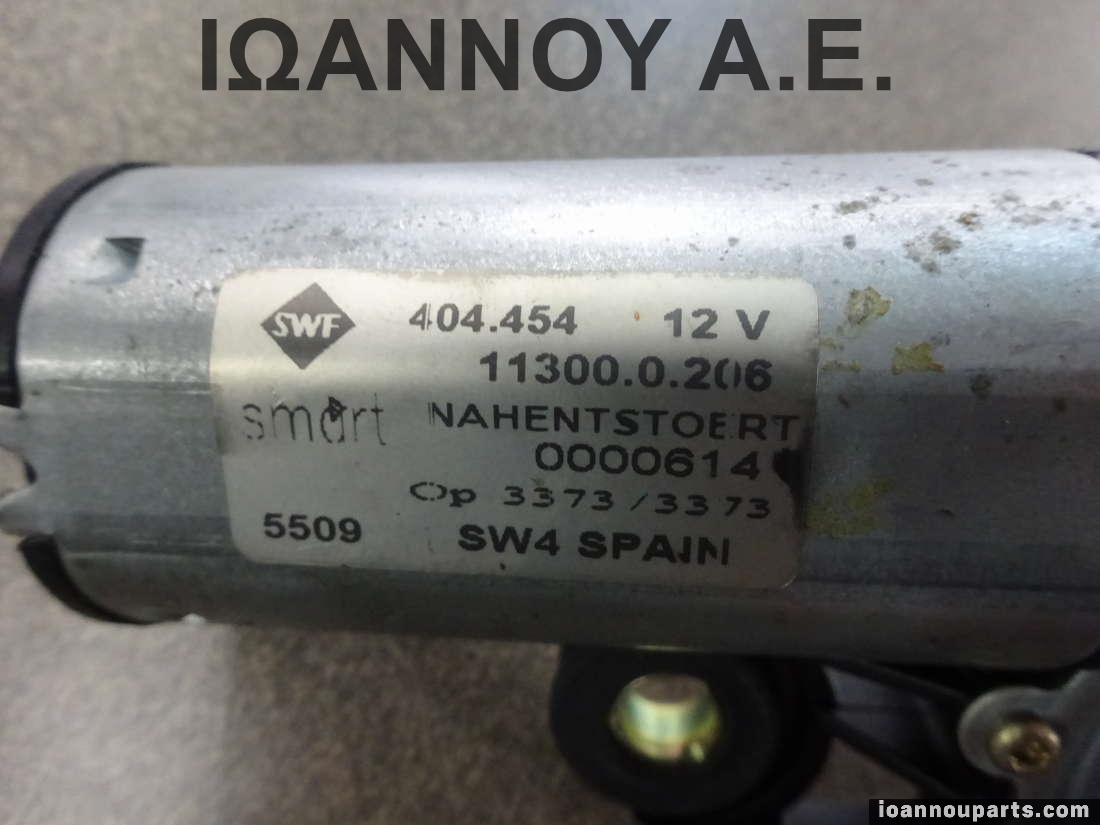 ΙΩΑΝΝΟΥ Α.Ε.
SWF 404.454 12 V
11300.0.206
smart NAHENTSTOERT
0000614
Op 3373/3373
5509 SW4 SPAIN
ioannouparts.com